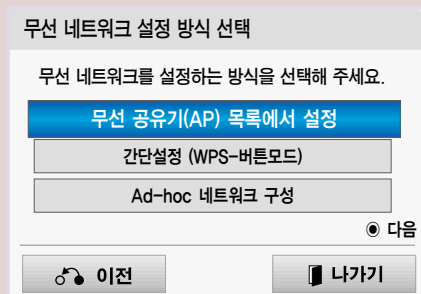 무선 네트워크 설정 방식 선택
무선 네트워크를 설정하는 방식을 선택해 주세요.
무선 공유기(AP) 목록에서 설정
간단설정 (WPS-버튼모드)
Ad-hoc 네트워크 구성
◉ 다음
이전 나가기